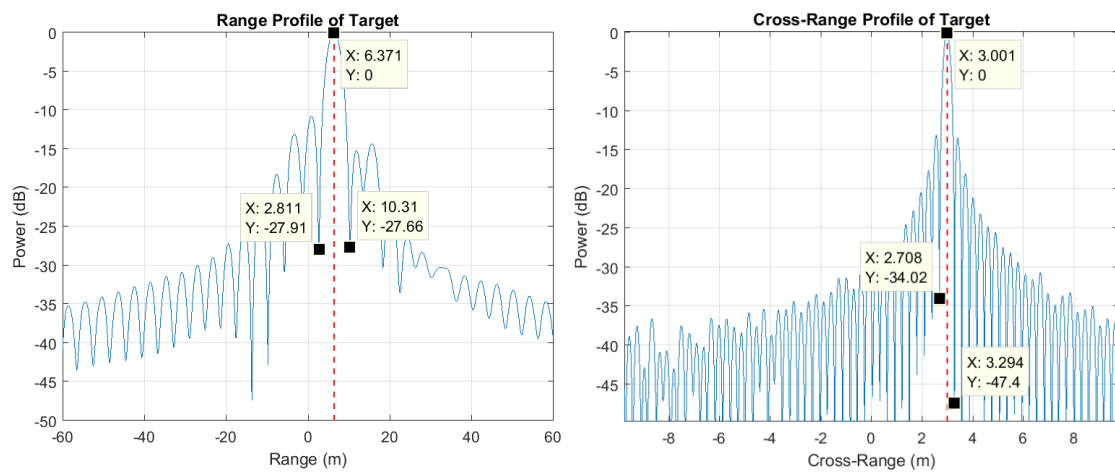 Range Profile of Target
0
-5
-10
-15
-20
-25
-30
-35
-40
-45
-50
Power (dB)
X: 6.371
Y: 0
X: 2.811
Y: -27.91
X: 10.31
Y: -27.66
-60
-40
-20
0
20
40
60
Range (m)
Cross-Range Profile of Target
0
-5
-10
-15
-20
-25
-30
-35
-40
-45
Power (dB)
X: 3.001
Y: 0
X: 2.708
Y: -34.02
X: 3.294
Y: -47.4
-8
-6
-4
-2
0
2
4
6
8
Cross-Range (m)